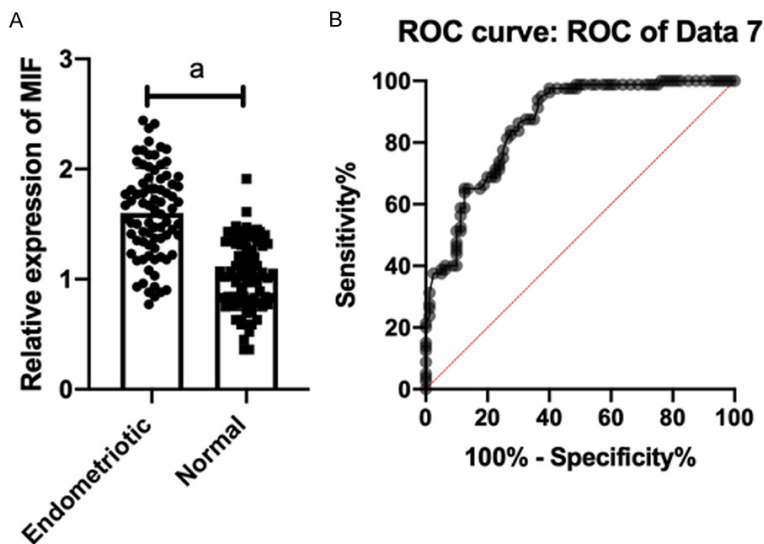 A
Relative expression of MIF
3
2
1
0
a
Endometriotic
Normal
B
ROC curve: ROC of Data 7
Sensitivity%
100
80
60
40
20
0
0 20 40 60 80 100
100% - Specificity%